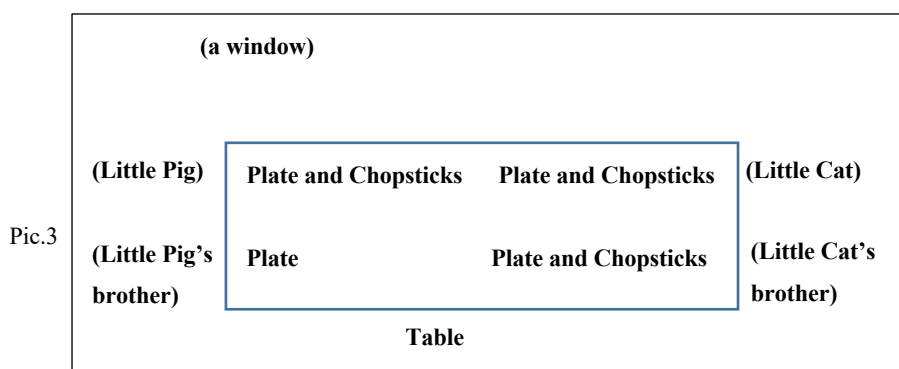 (a window)
(Little Pig) Plate and Chopsticks Plate and Chopsticks (Little Cat)
Pic.3
(Little Pig’s Plate Plate and Chopsticks (Little Cat’s
brother) brother)
Table